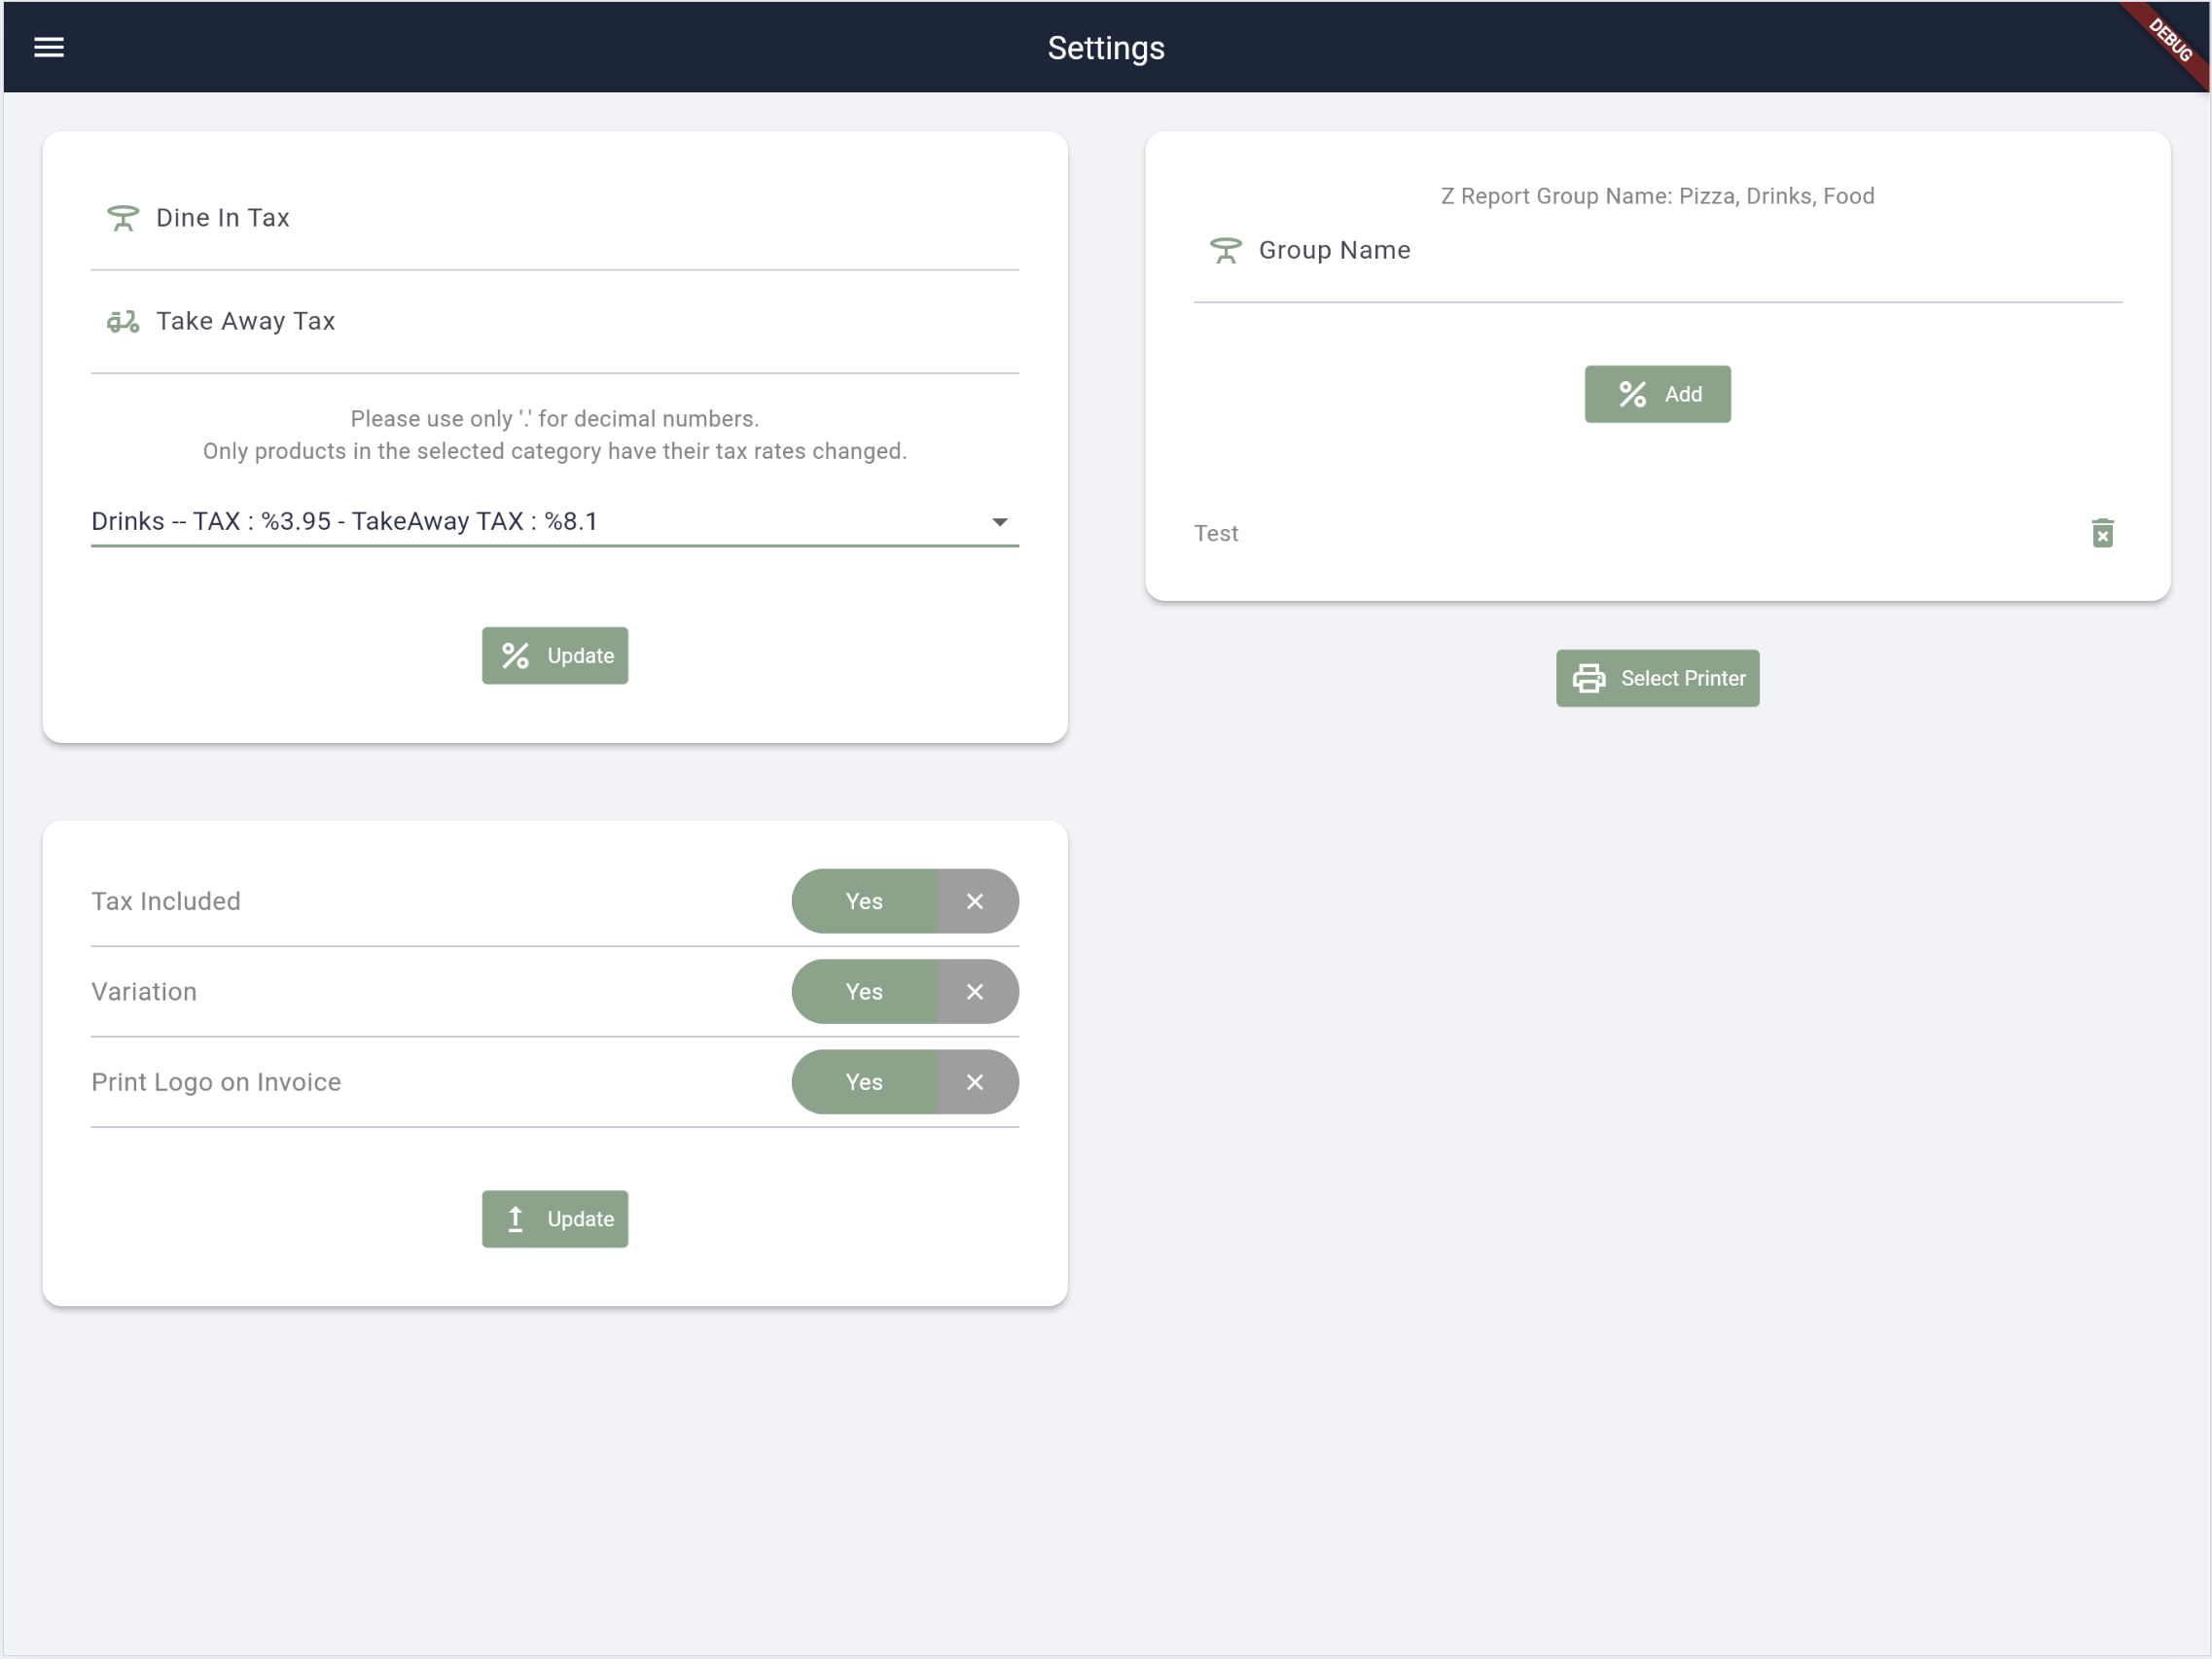 Settings
DEBUG
Dine In Tax
Take Away Tax
Please use only '.' for decimal numbers.
Only products in the selected category have their tax rates changed.
Drinks -- TAX : %3.95 - TakeAway TAX : %8.1
% Update
Z Report Group Name: Pizza, Drinks, Food
Group Name
% Add
Test
Select Printer
Tax Included
Yes
Variation
Yes
Print Logo on Invoice
Yes
Update